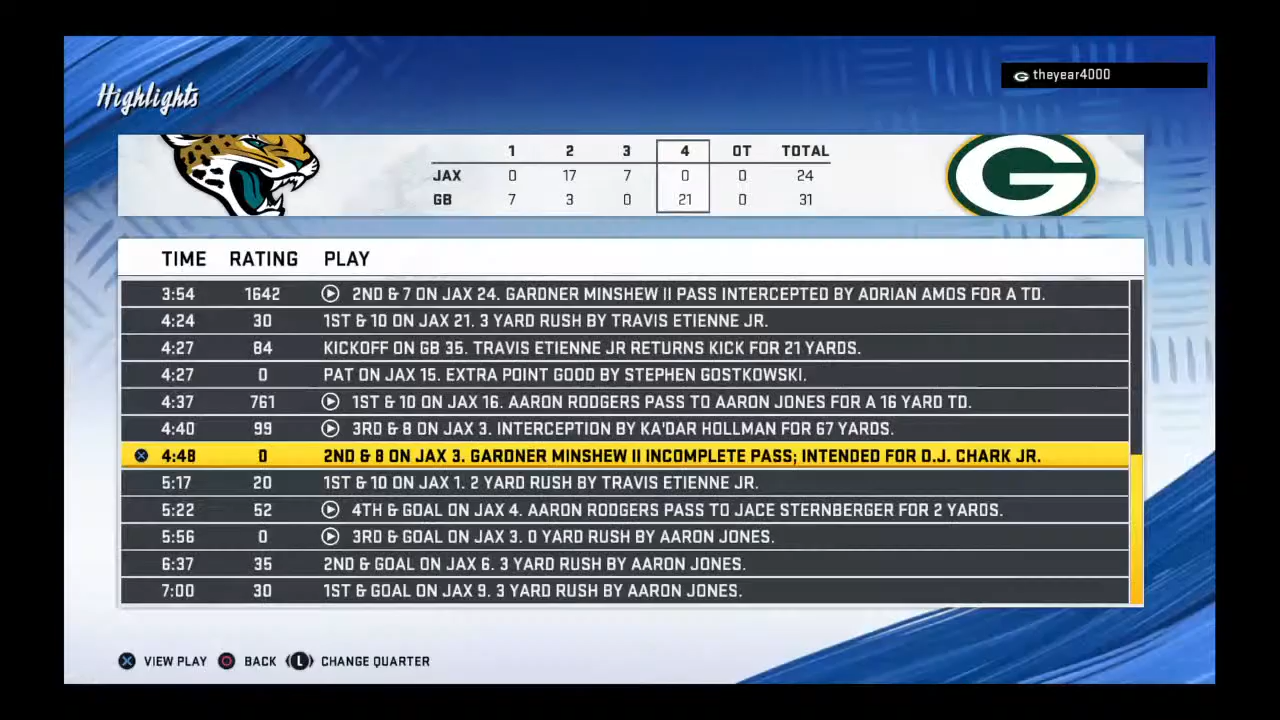 Highlights
theyear4000
1 2 3 4 OT TOTAL
JAX 0 17 7 0 0 24
GB 7 3 0 21 0 31
TIME RATING PLAY
3:54 1642 2ND & 7 ON JAX 24. GARDNER MINSHEW II PASS INTERCEPTED BY ADRIAN AMOS FOR A TD.
4:24 30 1ST & 10 ON JAX 21. 3 YARD RUSH BY TRAVIS ETIENNE JR.
4:27 84 KICKOFF ON GB 35. TRAVIS ETIENNE JR RETURNS KICK FOR 21 YARDS.
4:27 0 PAT ON JAX 15. EXTRA POINT GOOD BY STEPHEN GOSTKOWSKI.
4:37 761 1ST & 10 ON JAX 16. AARON RODGERS PASS TO AARON JONES FOR A 16 YARD TD.
4:40 99 3RD & 8 ON JAX 3. INTERCEPTION BY KA'DAR HOLLMAN FOR 67 YARDS.
4:48 0 2ND & 8 ON JAX 3. GARDNER MINSHEW II INCOMPLETE PASS; INTENDED FOR D.J. CHARK JR.
5:17 20 1ST & 10 ON JAX 1. 2 YARD RUSH BY TRAVIS ETIENNE JR.
5:22 52 4TH & GOAL ON JAX 4. AARON RODGERS PASS TO JACE STERNBERGER FOR 2 YARDS.
5:56 0 3RD & GOAL ON JAX 3. 0 YARD RUSH BY AARON JONES.
6:37 35 2ND & GOAL ON JAX 6. 3 YARD RUSH BY AARON JONES.
7:00 30 1ST & GOAL ON JAX 9. 3 YARD RUSH BY AARON JONES.
VIEW PLAY BACK L CHANGE QUARTER